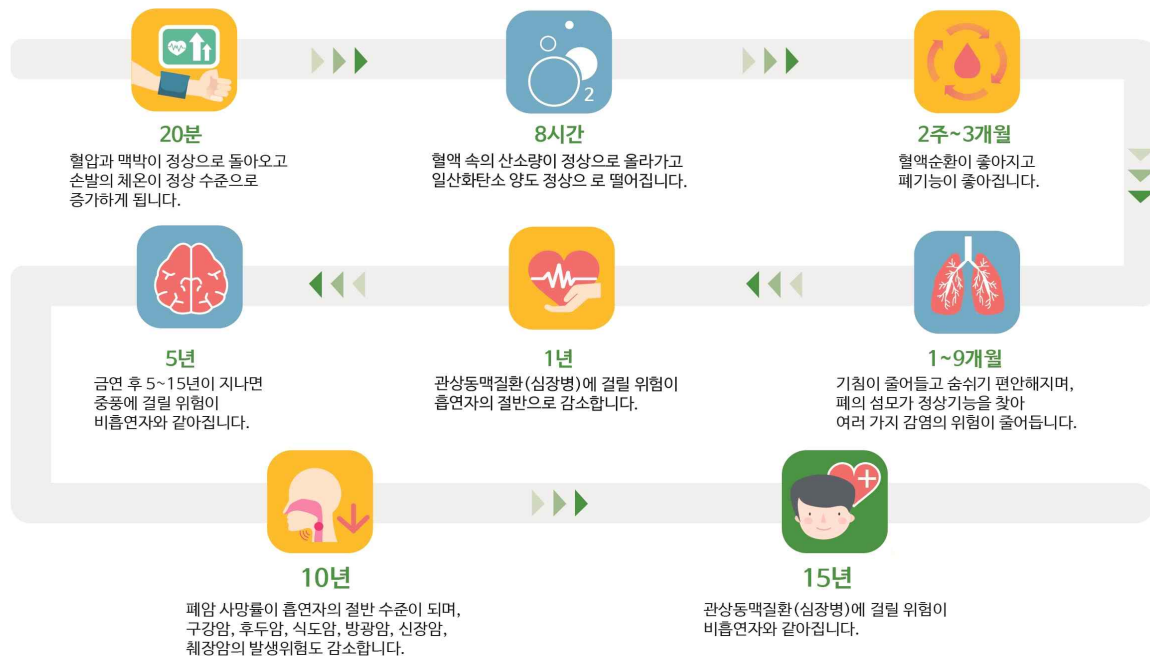 2
20분
혈압과 맥박이 정상으로 돌아오고
손발의 체온이 정상 수준으로
증가하게 됩니다.
8시간
혈액 속의 산소량이 정상으로 올라가고
일산화탄소 양도 정상으 로 떨어집니다.
2주~3개월
혈액순환이 좋아지고
폐기능이 좋아집니다.
1~9개월
기침이 줄어들고 숨쉬기 편안해지며,
폐의 섬모가 정상기능을 찾아
여러 가지 감염의 위험이 줄어듭니다.
1년
관상동맥질환(심장병)에 걸릴 위험이
흡연자의 절반으로 감소합니다.
5년
금연 후 5~15년이 지나면
중풍에 걸릴 위험이
비흡연자와 같아집니다.
10년
폐암 사망률이 흡연자의 절반 수준이 되며,
구강암, 후두암, 식도암, 방광암, 신장암,
췌장암의 발생위험도 감소합니다.
15년
관상동맥질환(심장병)에 걸릴 위험이
비흡연자와 같아집니다.